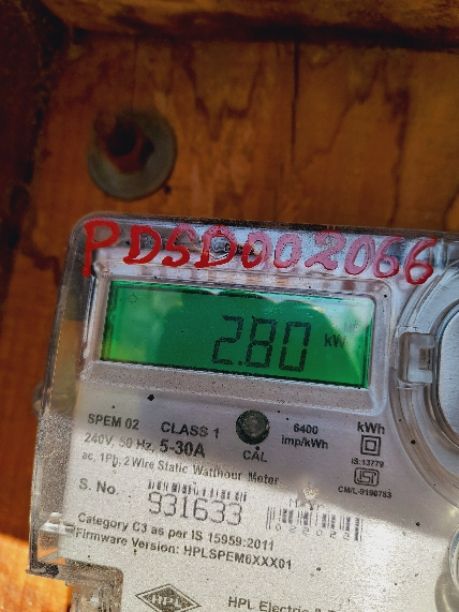 PDSD002066
2.80 kW
SPEM 02 CLASS 1 6400 imp/kWh kWh
240V, 50 Hz, 5-30A CAL
ac, 1Ph, 2 Wire Static Watthour Meter
IS:13779
CM/L-9190783
S. No. 931633
Category C3 as per IS 15959:2011
Firmware Version: HPLSPEM6XXX01
HPL HPL Electric &